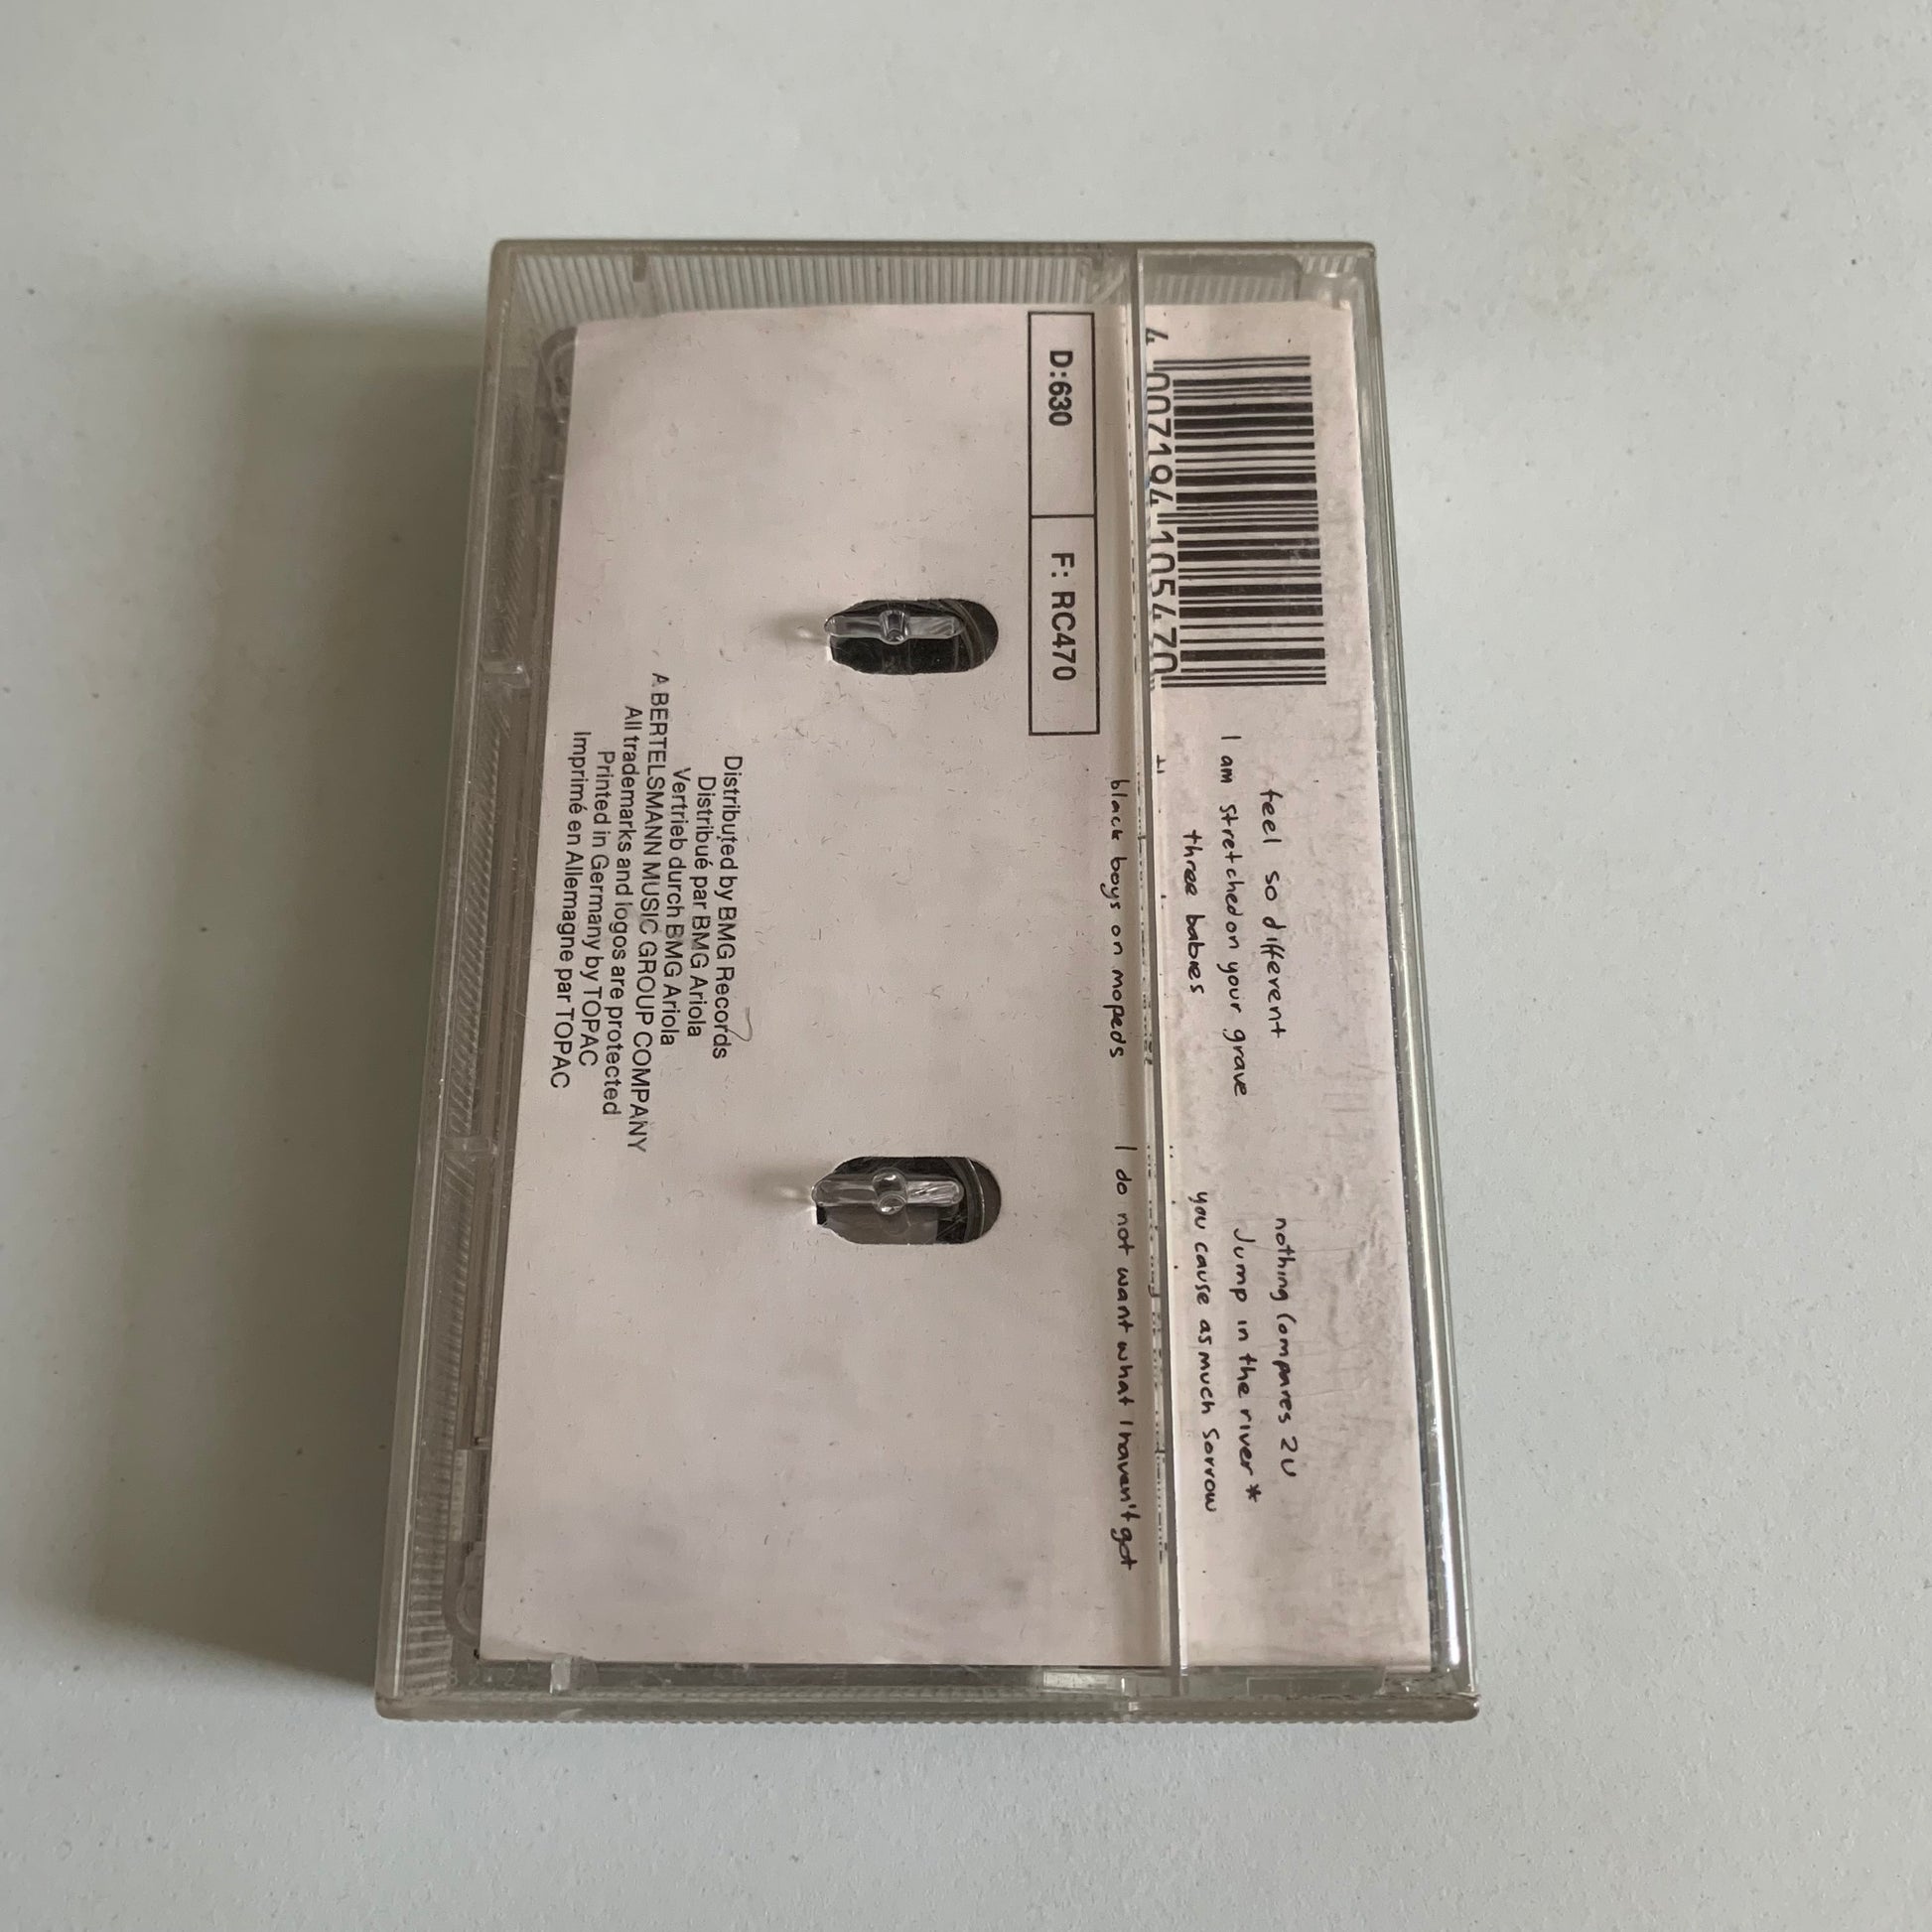 4 007194 105470
feel so different
I am stretched on your grave
three babies
nothing Compares 2 U
Jump in the river*
you cause as much Sorrow
black boys on mopeds
I do not want what I haven't got
D:630
F: RC470
Distributed by BMG Records
Distribué par BMG Ariola
Vertrieb durch BMG Ariola
A BERTELSMANN MUSIC GROUP COMPANY
All trademarks and logos are protected
Printed in Germany by TOPAC
Imprimé en Allemagne par TOPAC